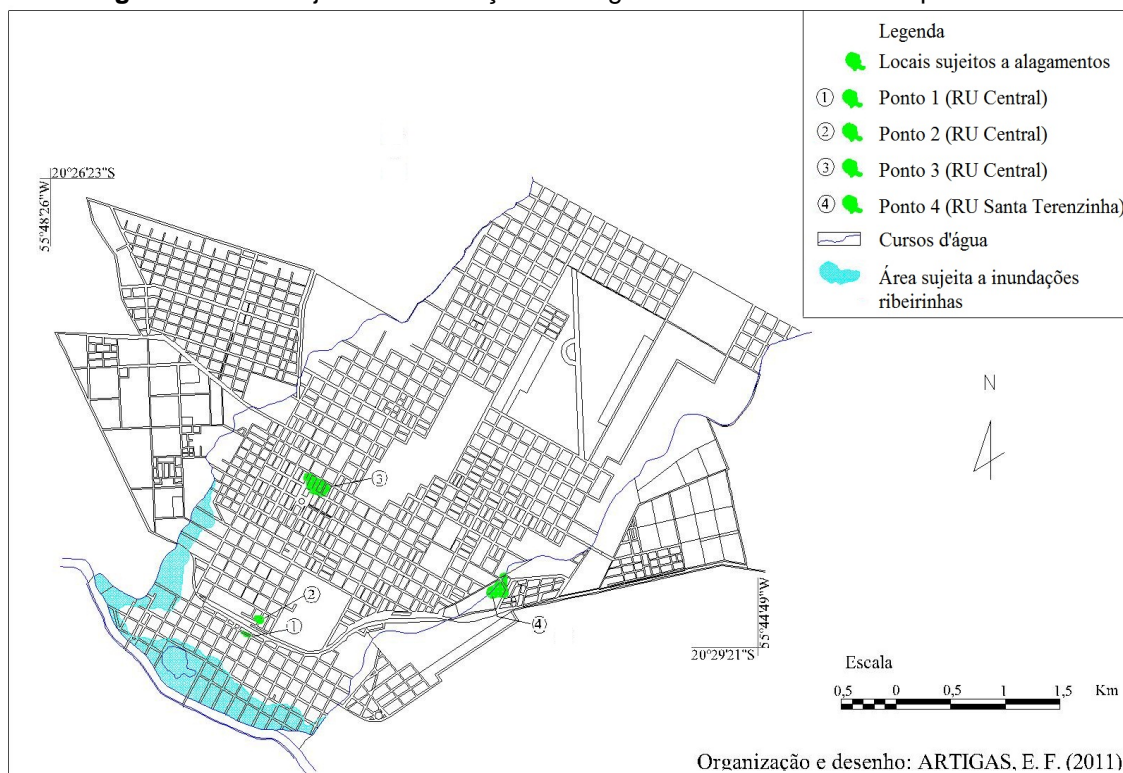 Legenda
Locais sujeitos a alagamentos
① Ponto 1 (RU Central)
② Ponto 2 (RU Central)
③ Ponto 3 (RU Central)
④ Ponto 4 (RU Santa Terenzinha)
Cursos d'água
Área sujeita a inundações
ribeirinhas
20°26'23"S
55°48'26"W
N
③
②
①
④
55°44'49"W
20°29'21"S
Escala
0,5 0 0,5 1 1,5 Km
Organização e desenho: ARTIGAS, E. F. (2011)